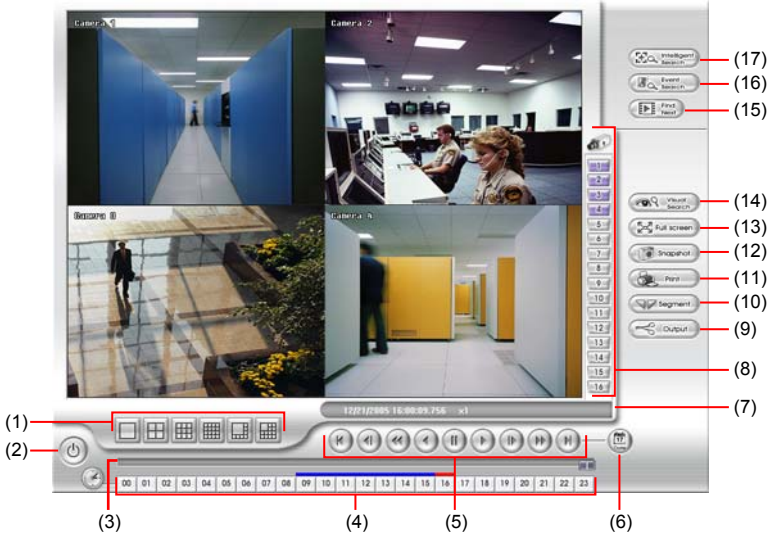 Camera 1
Camera 2
Camera 3
Camera 4
Intelligent Search
(17)
Event Search
(16)
Find Next
(15)
1
1
2
3
4
5
6
7
8
9
10
11
12
13
14
15
16
Visual Search
(14)
Full screen
(13)
Snapshot
(12)
Print
(11)
Segment
(10)
Output
(9)
(8)
12/21/2005 16:00:09.756 x1
(7)
(1)
(2)
17
00 01 02 03 04 05 06 07 08 09 10 11 12 13 14 15 16 17 18 19 20 21 22 23
(3)
(4)
(5)
(6)